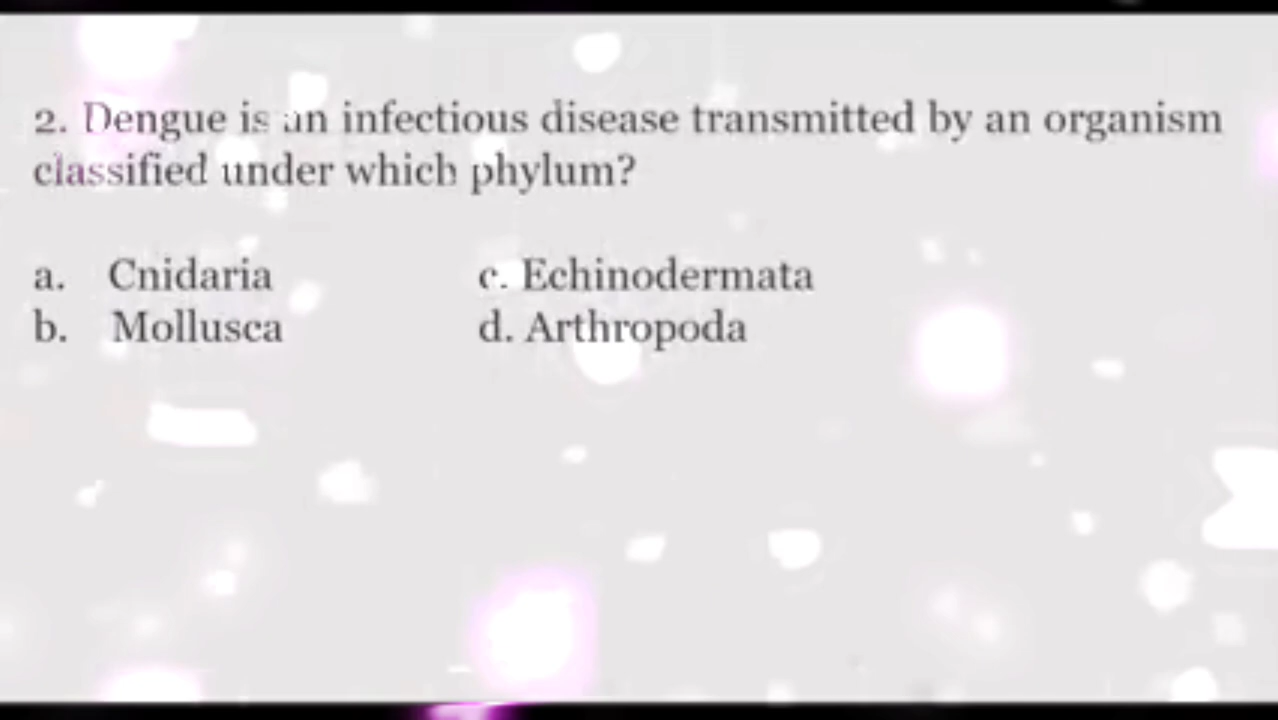 2. Dengue is an infectious disease transmitted by an organism
classified under which phylum?
a. Cnidaria c. Echinodermata
b. Mollusca d. Arthropoda